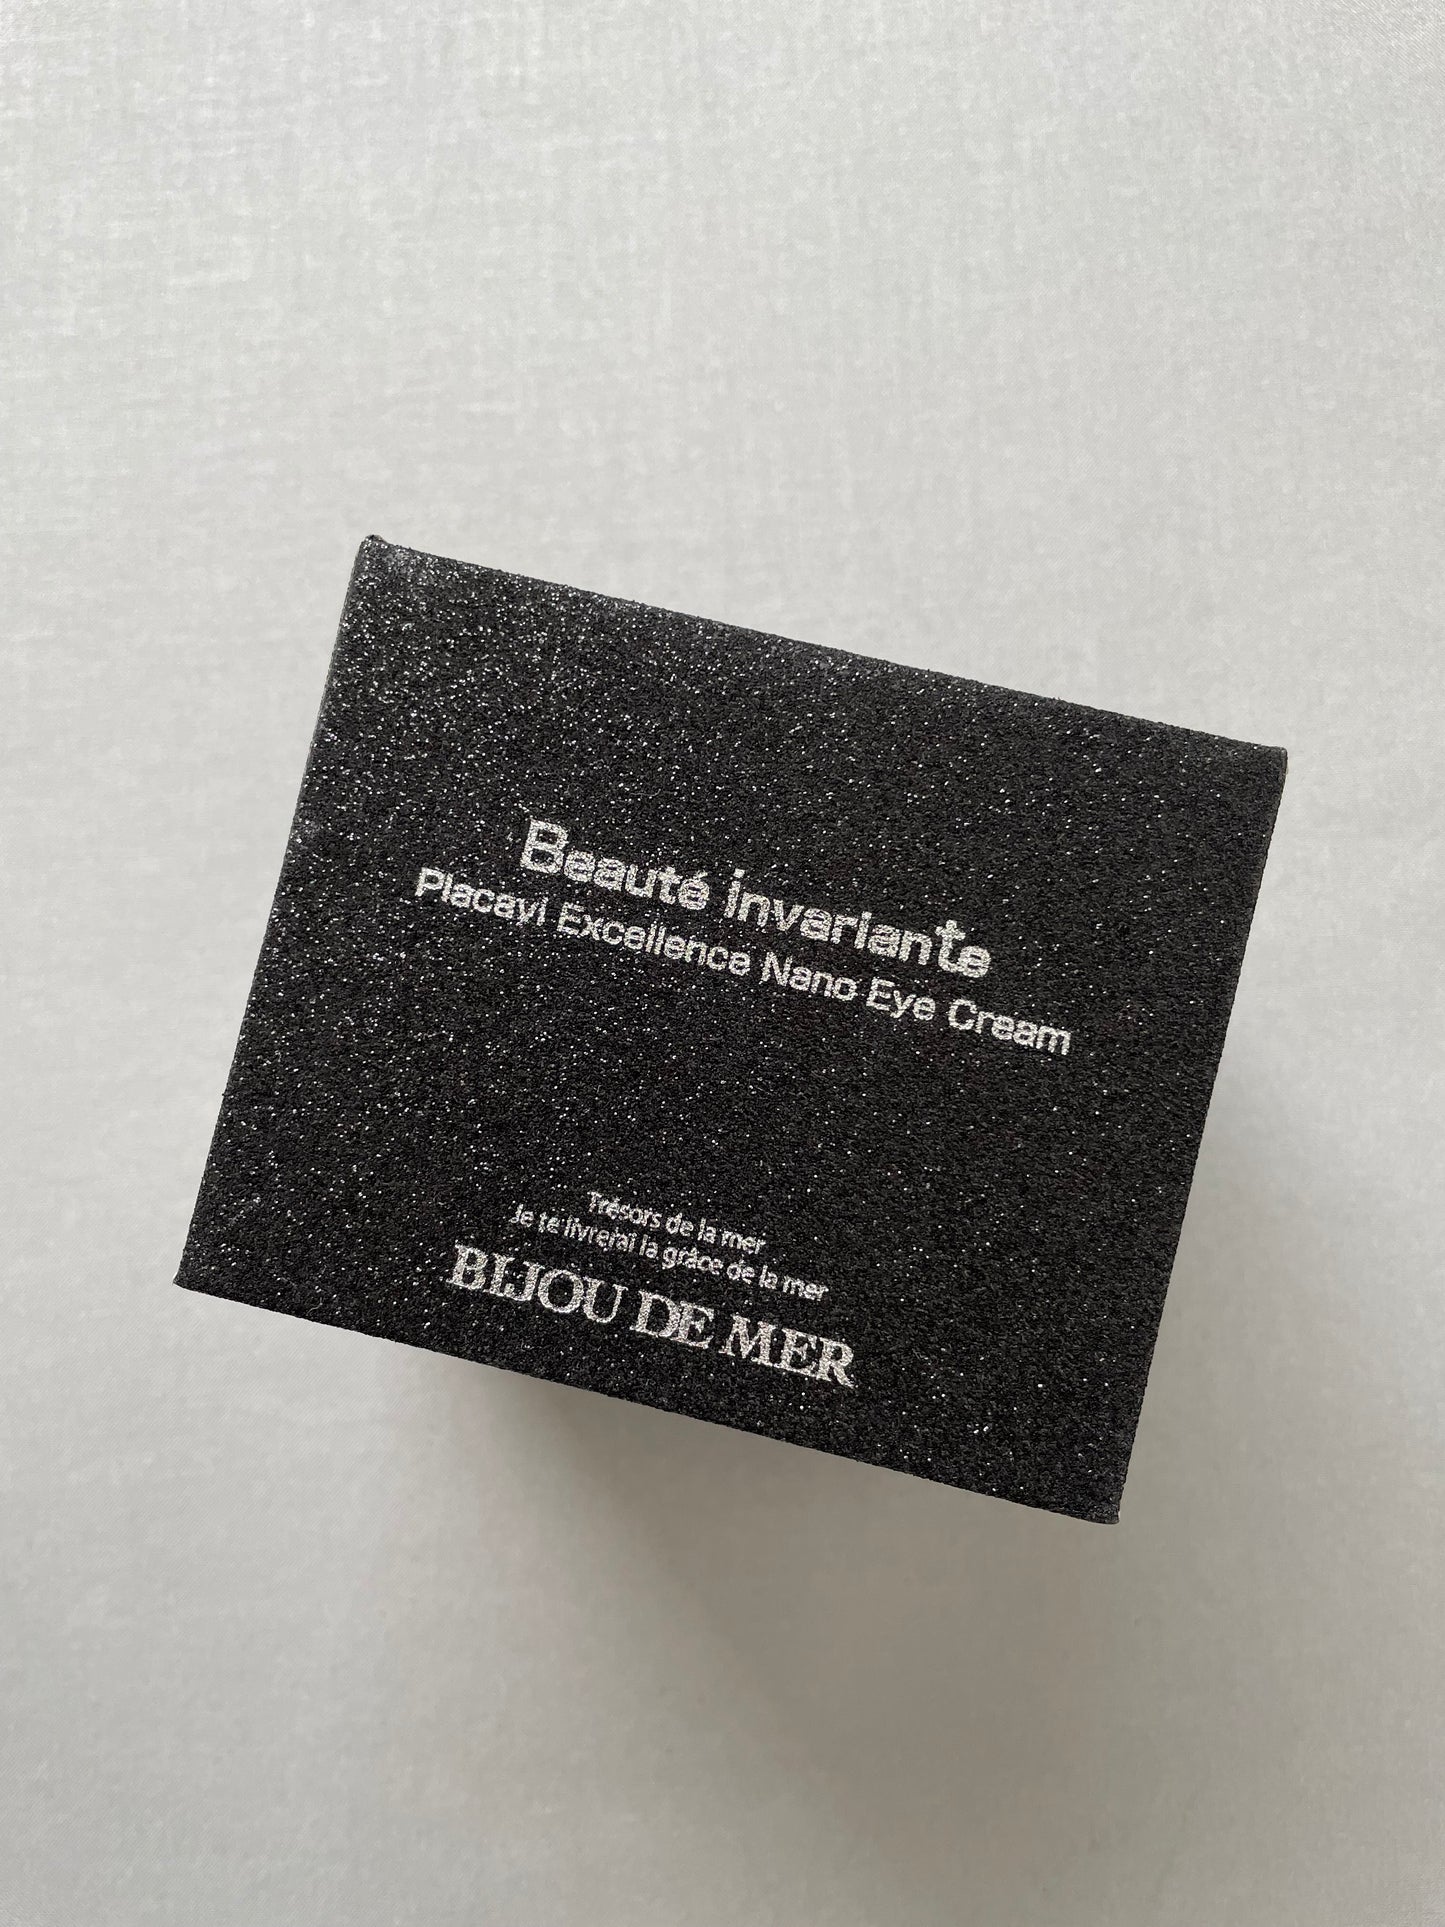 Beauté invariante
Placayl Excellence Nano Eye Cream
Trésors de la mer
Je te livrerai la grâce de la mer
BIJOU DE MER